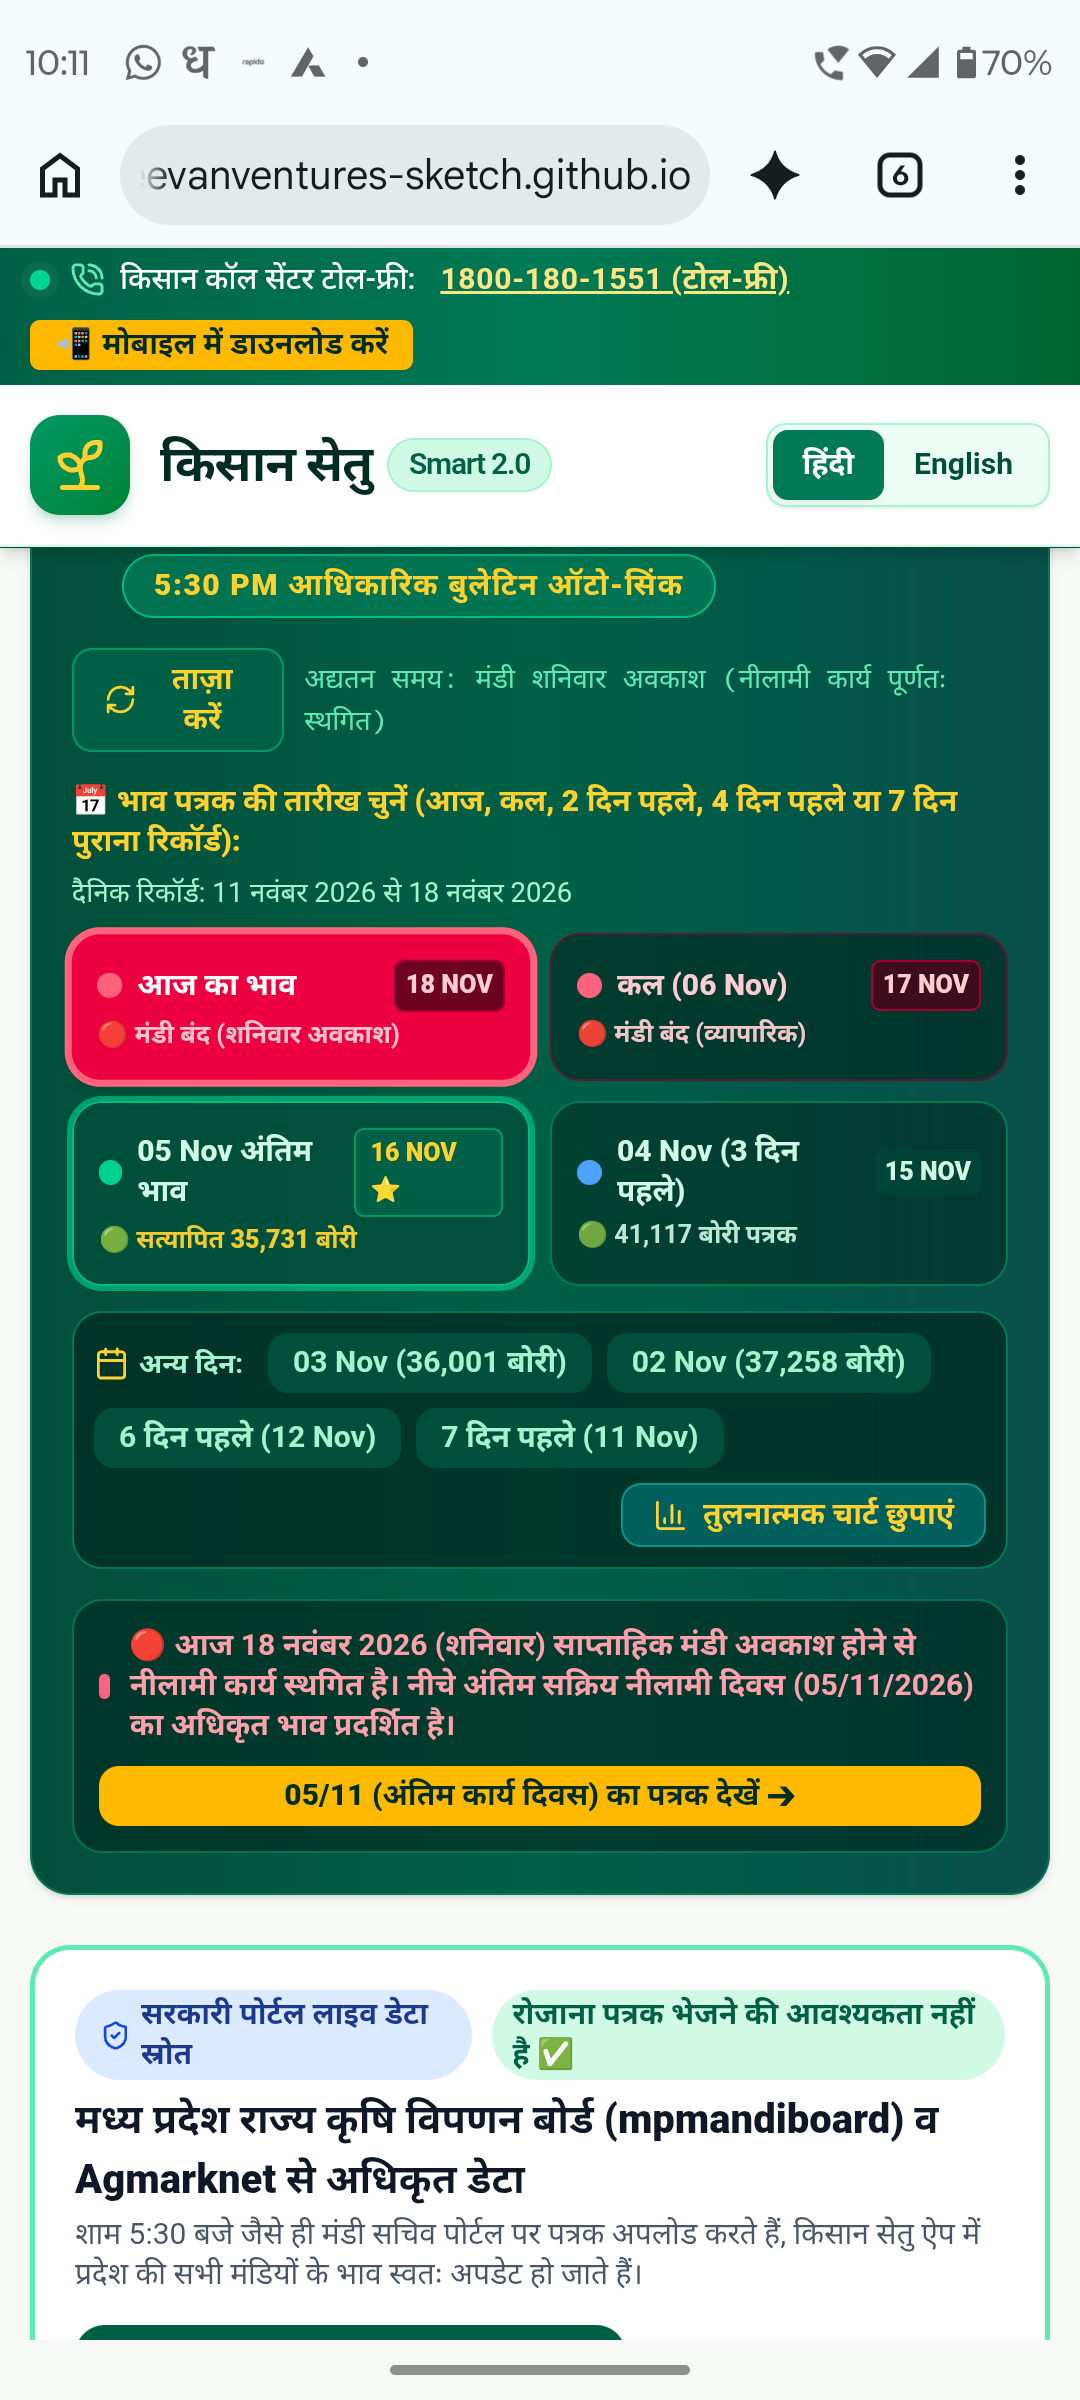 10:11 ध rapido 70%
evanventures-sketch.github.io 6
किसान कॉल सेंटर टोल-फ्री: 1800-180-1551 (टोल-फ्री)
मोबाइल में डाउनलोड करें
किसान सेतु Smart 2.0 हिंदी English
5:30 PM आधिकारिक बुलेटिन ऑटो-सिंक
ताज़ा
करें
अद्यतन समय: मंडी शनिवार अवकाश (नीलामी कार्य पूर्णतः
स्थगित)
July 17 भाव पत्रक की तारीख चुनें (आज, कल, 2 दिन पहले, 4 दिन पहले या 7 दिन
पुराना रिकॉर्ड):
दैनिक रिकॉर्ड: 11 नवंबर 2026 से 18 नवंबर 2026
आज का भाव 18 NOV
मंडी बंद (शनिवार अवकाश)
कल (06 Nov) 17 NOV
मंडी बंद (व्यापारिक)
05 Nov अंतिम
भाव
16 NOV
⭐
सत्यापित 35,731 बोरी
04 Nov (3 दिन
पहले)
15 NOV
41,117 बोरी पत्रक
अन्य दिन: 03 Nov (36,001 बोरी) 02 Nov (37,258 बोरी)
6 दिन पहले (12 Nov) 7 दिन पहले (11 Nov)
तुलनात्मक चार्ट छुपाएं
🔴 आज 18 नवंबर 2026 (शनिवार) साप्ताहिक मंडी अवकाश होने से
नीलामी कार्य स्थगित है। नीचे अंतिम सक्रिय नीलामी दिवस (05/11/2026)
का अधिकृत भाव प्रदर्शित है।
05/11 (अंतिम कार्य दिवस) का पत्रक देखें ➔
सरकारी पोर्टल लाइव डेटा
स्रोत
रोजाना पत्रक भेजने की आवश्यकता नहीं
है ✅
मध्य प्रदेश राज्य कृषि विपणन बोर्ड (mpmandiboard) व
Agmarknet से अधिकृत डेटा
शाम 5:30 बजे जैसे ही मंडी सचिव पोर्टल पर पत्रक अपलोड करते हैं, किसान सेतु ऐप में
प्रदेश की सभी मंडियों के भाव स्वतः अपडेट हो जाते हैं।